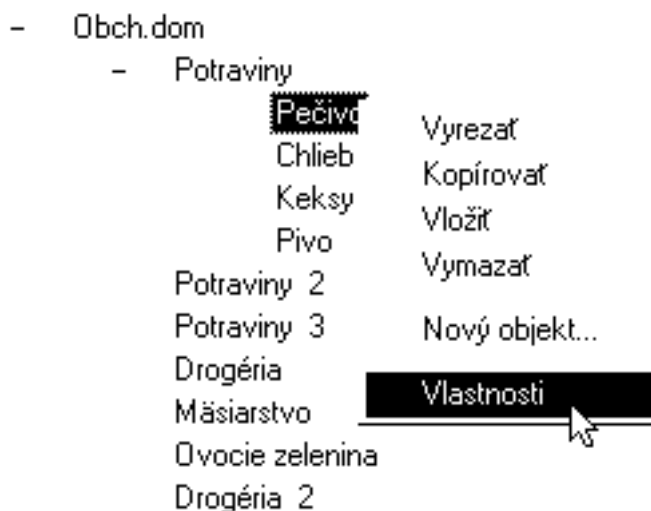 − Obch.dom
− Potraviny
Pečivo
Chlieb
Keksy
Pivo
Potraviny 2
Potraviny 3
Drogéria
Mäsiarstvo
Ovocie zelenina
Drogéria 2
Vyrezať
Kopírovať
Vložiť
Vymazať
Nový objekt...
Vlastnosti